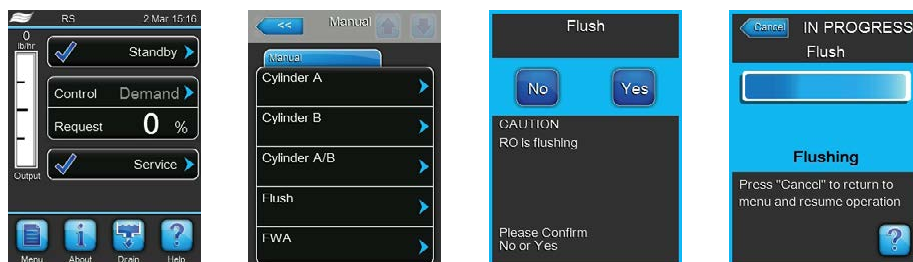 RS 2 Mar 15:16
0
lb/hr
Standby
Control Demand
Request 0 %
Service
Output
Menu About Drain Help
<< Manual
Manual
Cylinder A
Cylinder B
Cylinder A/B
Flush
FWA
Flush
No Yes
CAUTION
RO is flushing
Please Confirm
No or Yes
Cancel IN PROGRESS
Flush
Flushing
Press "Cancel" to return to
menu and resume operation
?